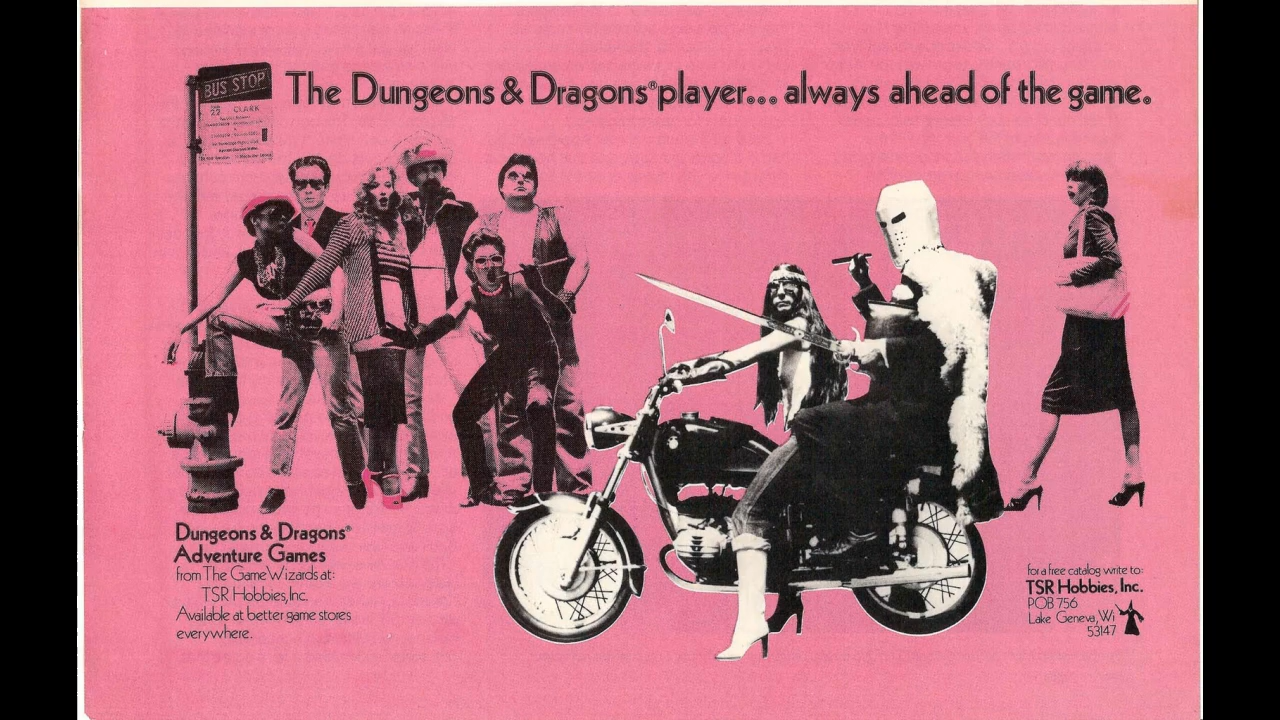 BUS STOP
22 CLARK
The Dungeons & Dragons® player... always ahead of the game.
Dungeons & Dragons®
Adventure Games
from The Game Wizards at:
TSR Hobbies, Inc.
Available at better game stores
everywhere.
for a free catalog write to:
TSR Hobbies, Inc.
POB 756
Lake Geneva, Wi
53147